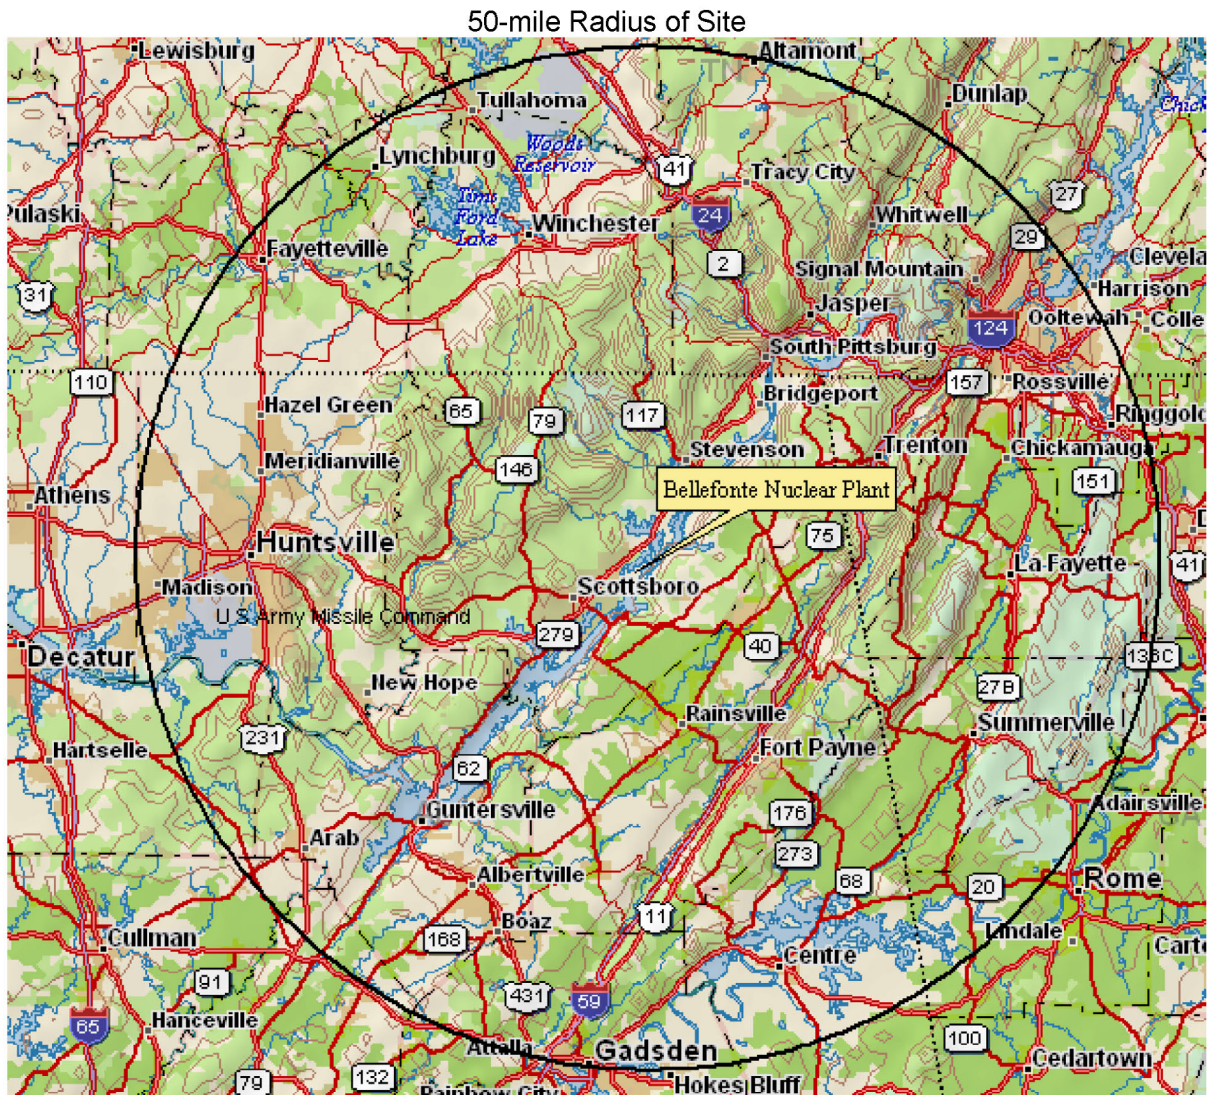 50-mile Radius of Site
Lewisburg
Altamont
TN
Tullahoma
Dunlap
Woods
Reservoir
Lynchburg
41
Tracy City
27
Tims
Ford
Lake
Pulaski
Winchester
24
Whitwell
29
Fayetteville
2
Signal Mountain
Clevela
31
Jasper
Harrison
124
Ooltewah
Colle
South Pittsburg
110
157
Rossville
Bridgeport
Hazel Green
65
79
117
Ringgold
Stevenson
Trenton
Chickamauga
Meridianville
146
151
Athens
Bellefonte Nuclear Plant
75
Huntsville
La Fayette
41
Madison
Scottsboro
U S Army Missile Command
279
40
136C
Decatur
New Hope
27B
Rainsville
Summerville
231
Hartselle
Fort Payne
62
176
Adairsville
Guntersville
Arab
273
Albertville
68
20
Rome
11
Boaz
Cullman
168
Lindale
Carte
Centre
91
431
59
65
Hanceville
100
Attalla
Gadsden
Cedartown
79
132
Hokes Bluff
Rainbow City